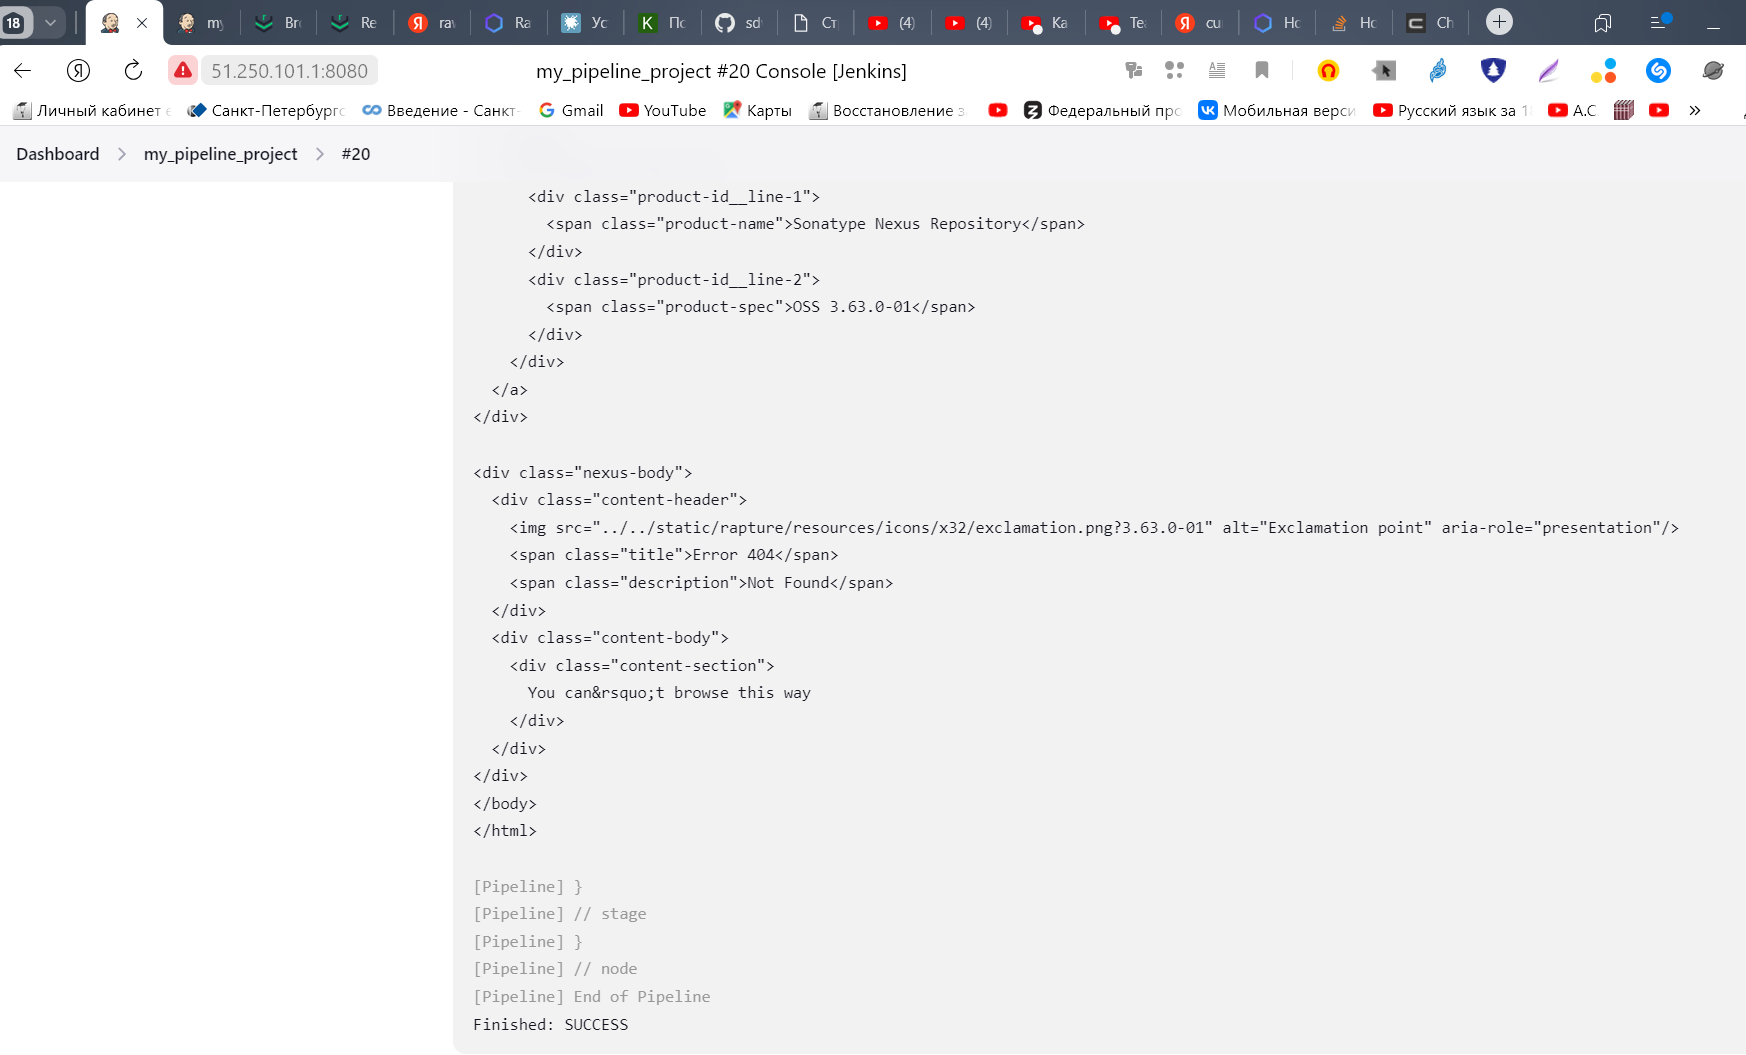 18
my
Br
Re
ra
Ra
Ус
По
sd
Ст
(4)
(4)
Ка
Te
cu
Ho
Ho
Ch
51.250.101.1:8080
my_pipeline_project #20 Console [Jenkins]
Личный кабинет
Санкт-Петербург
Введение - Санкт-
Gmail
YouTube
Карты
Восстановление
Федеральный
Мобильная верси
Русский язык за
А.С
»
Dashboard
my_pipeline_project
#20
<div class="product-id__line-1">
<span class="product-name">Sonatype Nexus Repository</span>
</div>
<div class="product-id__line-2">
<span class="product-spec">OSS 3.63.0-01</span>
</div>
</div>
</a>
</div>
<div class="nexus-body">
<div class="content-header">
<img src="../../static/rapture/resources/icons/x32/exclamation.png?3.63.0-01" alt="Exclamation point" aria-role="presentation"/>
<span class="title">Error 404</span>
<span class="description">Not Found</span>
</div>
<div class="content-body">
<div class="content-section">
You can&rsquo;t browse this way
</div>
</div>
</div>
</body>
</html>
[Pipeline] }
[Pipeline] // stage
[Pipeline] }
[Pipeline] // node
[Pipeline] End of Pipeline
Finished: SUCCESS